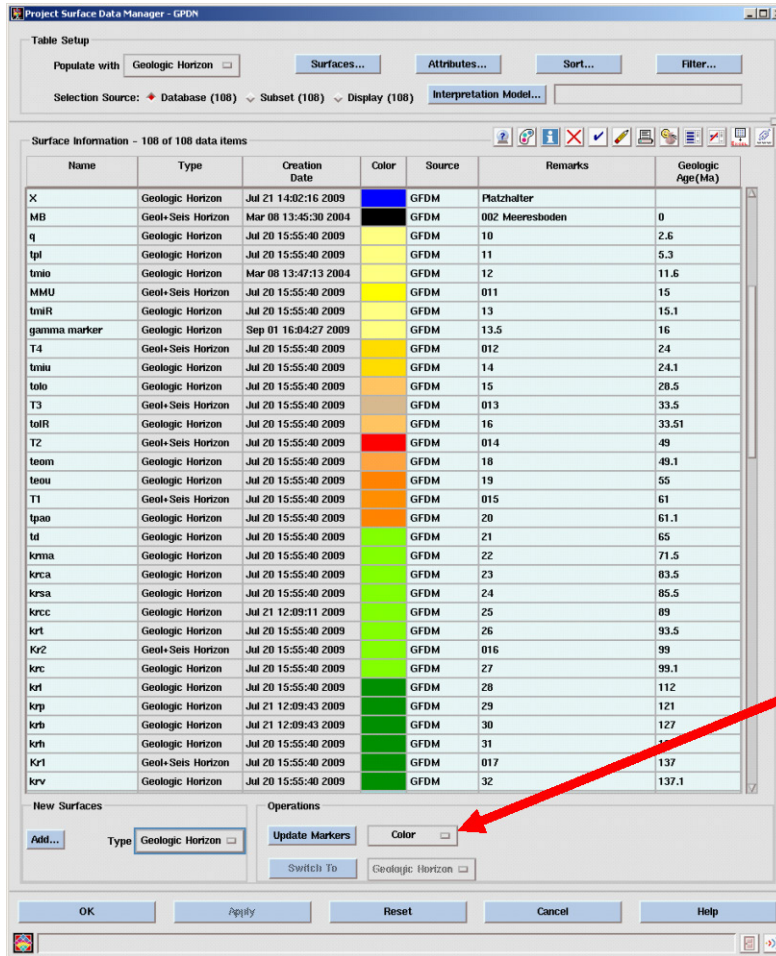 Project Surface Data Manager - GPDN
Table Setup
Populate with Geologic Horizon Surfaces... Attributes... Sort... Filter...
Selection Source: Database (108) Subset (108) Display (108) Interpretation Model...
Surface Information - 108 of 108 data items
Name Type Creation Date Color Source Remarks Geologic Age(Ma)
X Geologic Horizon Jul 21 14:02:16 2009 GFDM Platzhalter
MB Geol+Seis Horizon Mar 08 13:45:30 2004 GFDM 002 Meeresboden 0
q Geologic Horizon Jul 20 15:55:40 2009 GFDM 10 2.6
tpl Geologic Horizon Jul 20 15:55:40 2009 GFDM 11 5.3
tmio Geologic Horizon Mar 08 13:47:13 2004 GFDM 12 11.6
MMU Geol+Seis Horizon Jul 20 15:55:40 2009 GFDM 011 15
tmiR Geologic Horizon Jul 20 15:55:40 2009 GFDM 13 15.1
gamma marker Geologic Horizon Sep 01 16:04:27 2009 GFDM 13.5 16
T4 Geol+Seis Horizon Jul 20 15:55:40 2009 GFDM 012 24
tmiu Geologic Horizon Jul 20 15:55:40 2009 GFDM 14 24.1
tolo Geologic Horizon Jul 20 15:55:40 2009 GFDM 15 28.5
T3 Geol+Seis Horizon Jul 20 15:55:40 2009 GFDM 013 33.5
tolR Geologic Horizon Jul 20 15:55:40 2009 GFDM 16 33.51
T2 Geol+Seis Horizon Jul 20 15:55:40 2009 GFDM 014 49
teom Geologic Horizon Jul 20 15:55:40 2009 GFDM 18 49.1
teou Geologic Horizon Jul 20 15:55:40 2009 GFDM 19 55
T1 Geol+Seis Horizon Jul 20 15:55:40 2009 GFDM 015 61
tpao Geologic Horizon Jul 20 15:55:40 2009 GFDM 20 61.1
td Geologic Horizon Jul 20 15:55:40 2009 GFDM 21 65
krma Geologic Horizon Jul 20 15:55:40 2009 GFDM 22 71.5
krca Geologic Horizon Jul 20 15:55:40 2009 GFDM 23 83.5
krsa Geologic Horizon Jul 20 15:55:40 2009 GFDM 24 85.5
krcc Geologic Horizon Jul 21 12:09:11 2009 GFDM 25 89
krt Geologic Horizon Jul 20 15:55:40 2009 GFDM 26 93.5
Kr2 Geol+Seis Horizon Jul 20 15:55:40 2009 GFDM 016 99
krc Geologic Horizon Jul 20 15:55:40 2009 GFDM 27 99.1
krl Geologic Horizon Jul 20 15:55:40 2009 GFDM 28 112
krp Geologic Horizon Jul 21 12:09:43 2009 GFDM 29 121
krb Geologic Horizon Jul 21 12:09:43 2009 GFDM 30 127
krh Geologic Horizon Jul 20 15:55:40 2009 GFDM 31
Kr1 Geol+Seis Horizon Jul 20 15:55:40 2009 GFDM 017 137
krv Geologic Horizon Jul 20 15:55:40 2009 GFDM 32 137.1
New Surfaces Operations
Add... Type Geologic Horizon Update Markers Color
Switch To Geologic Horizon
OK Apply Reset Cancel Help